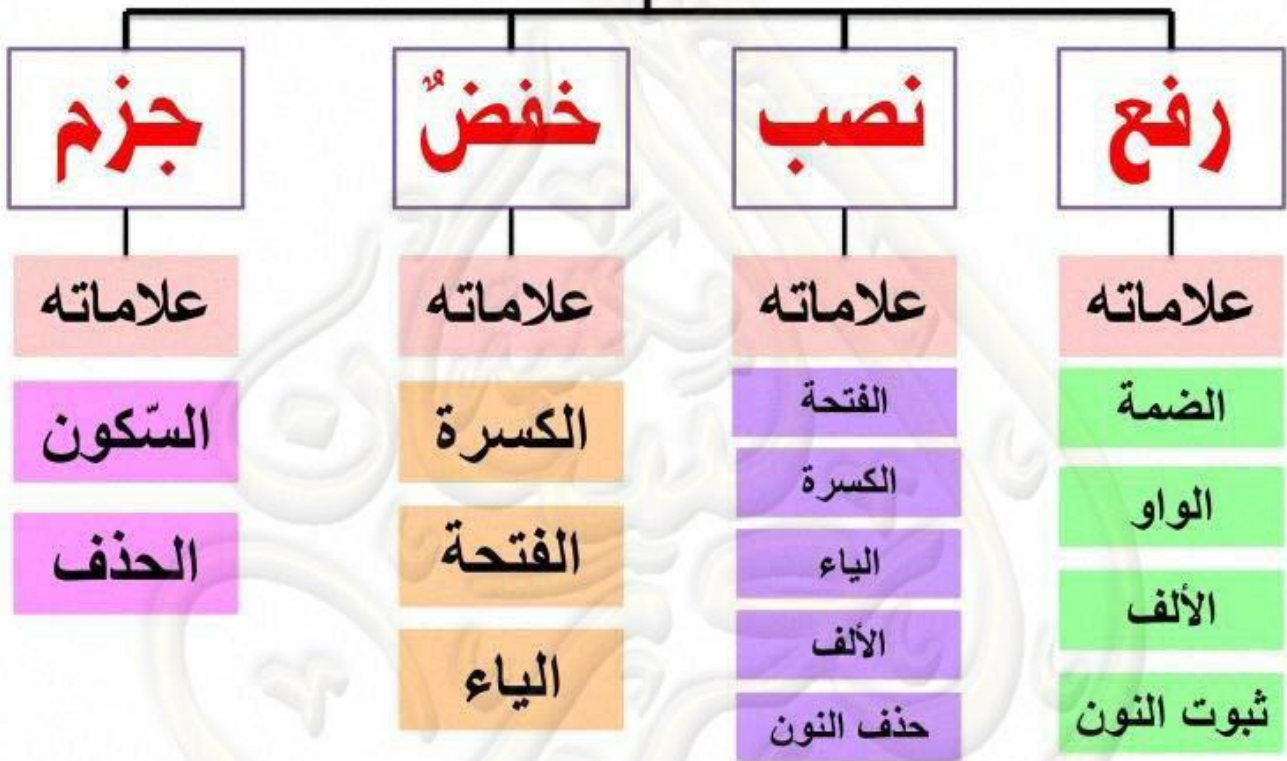 رفع
نصب
خفضٌ
جزم
علاماته
علاماته
علاماته
علاماته
الضمة
الواو
الألف
ثبوت النون
الفتحة
الكسرة
الياء
الألف
حذف النون
الكسرة
الفتحة
الياء
السّكون
الحذف